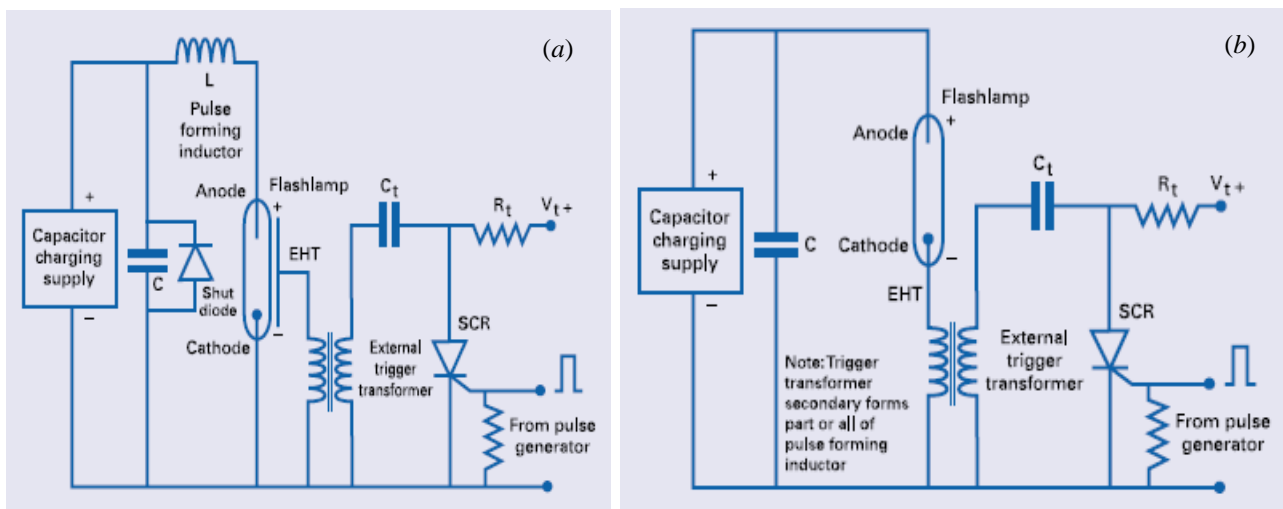 (a)
L
Pulse
forming
inductor
Anode
Flashlamp
+
EHT
Ct
Rt
Vt+
+
Capacitor
charging
supply
−
C
Shut
diode
Cathode
−
External
trigger
transformer
SCR
From pulse
generator
(b)
Flashlamp
+
Anode
Ct
Rt
Vt+
+
Capacitor
charging
supply
−
C
Cathode
−
EHT
SCR
Note: Trigger
transformer
secondary forms
part or all of
pulse forming
inductor
External
trigger
transformer
From pulse
generator